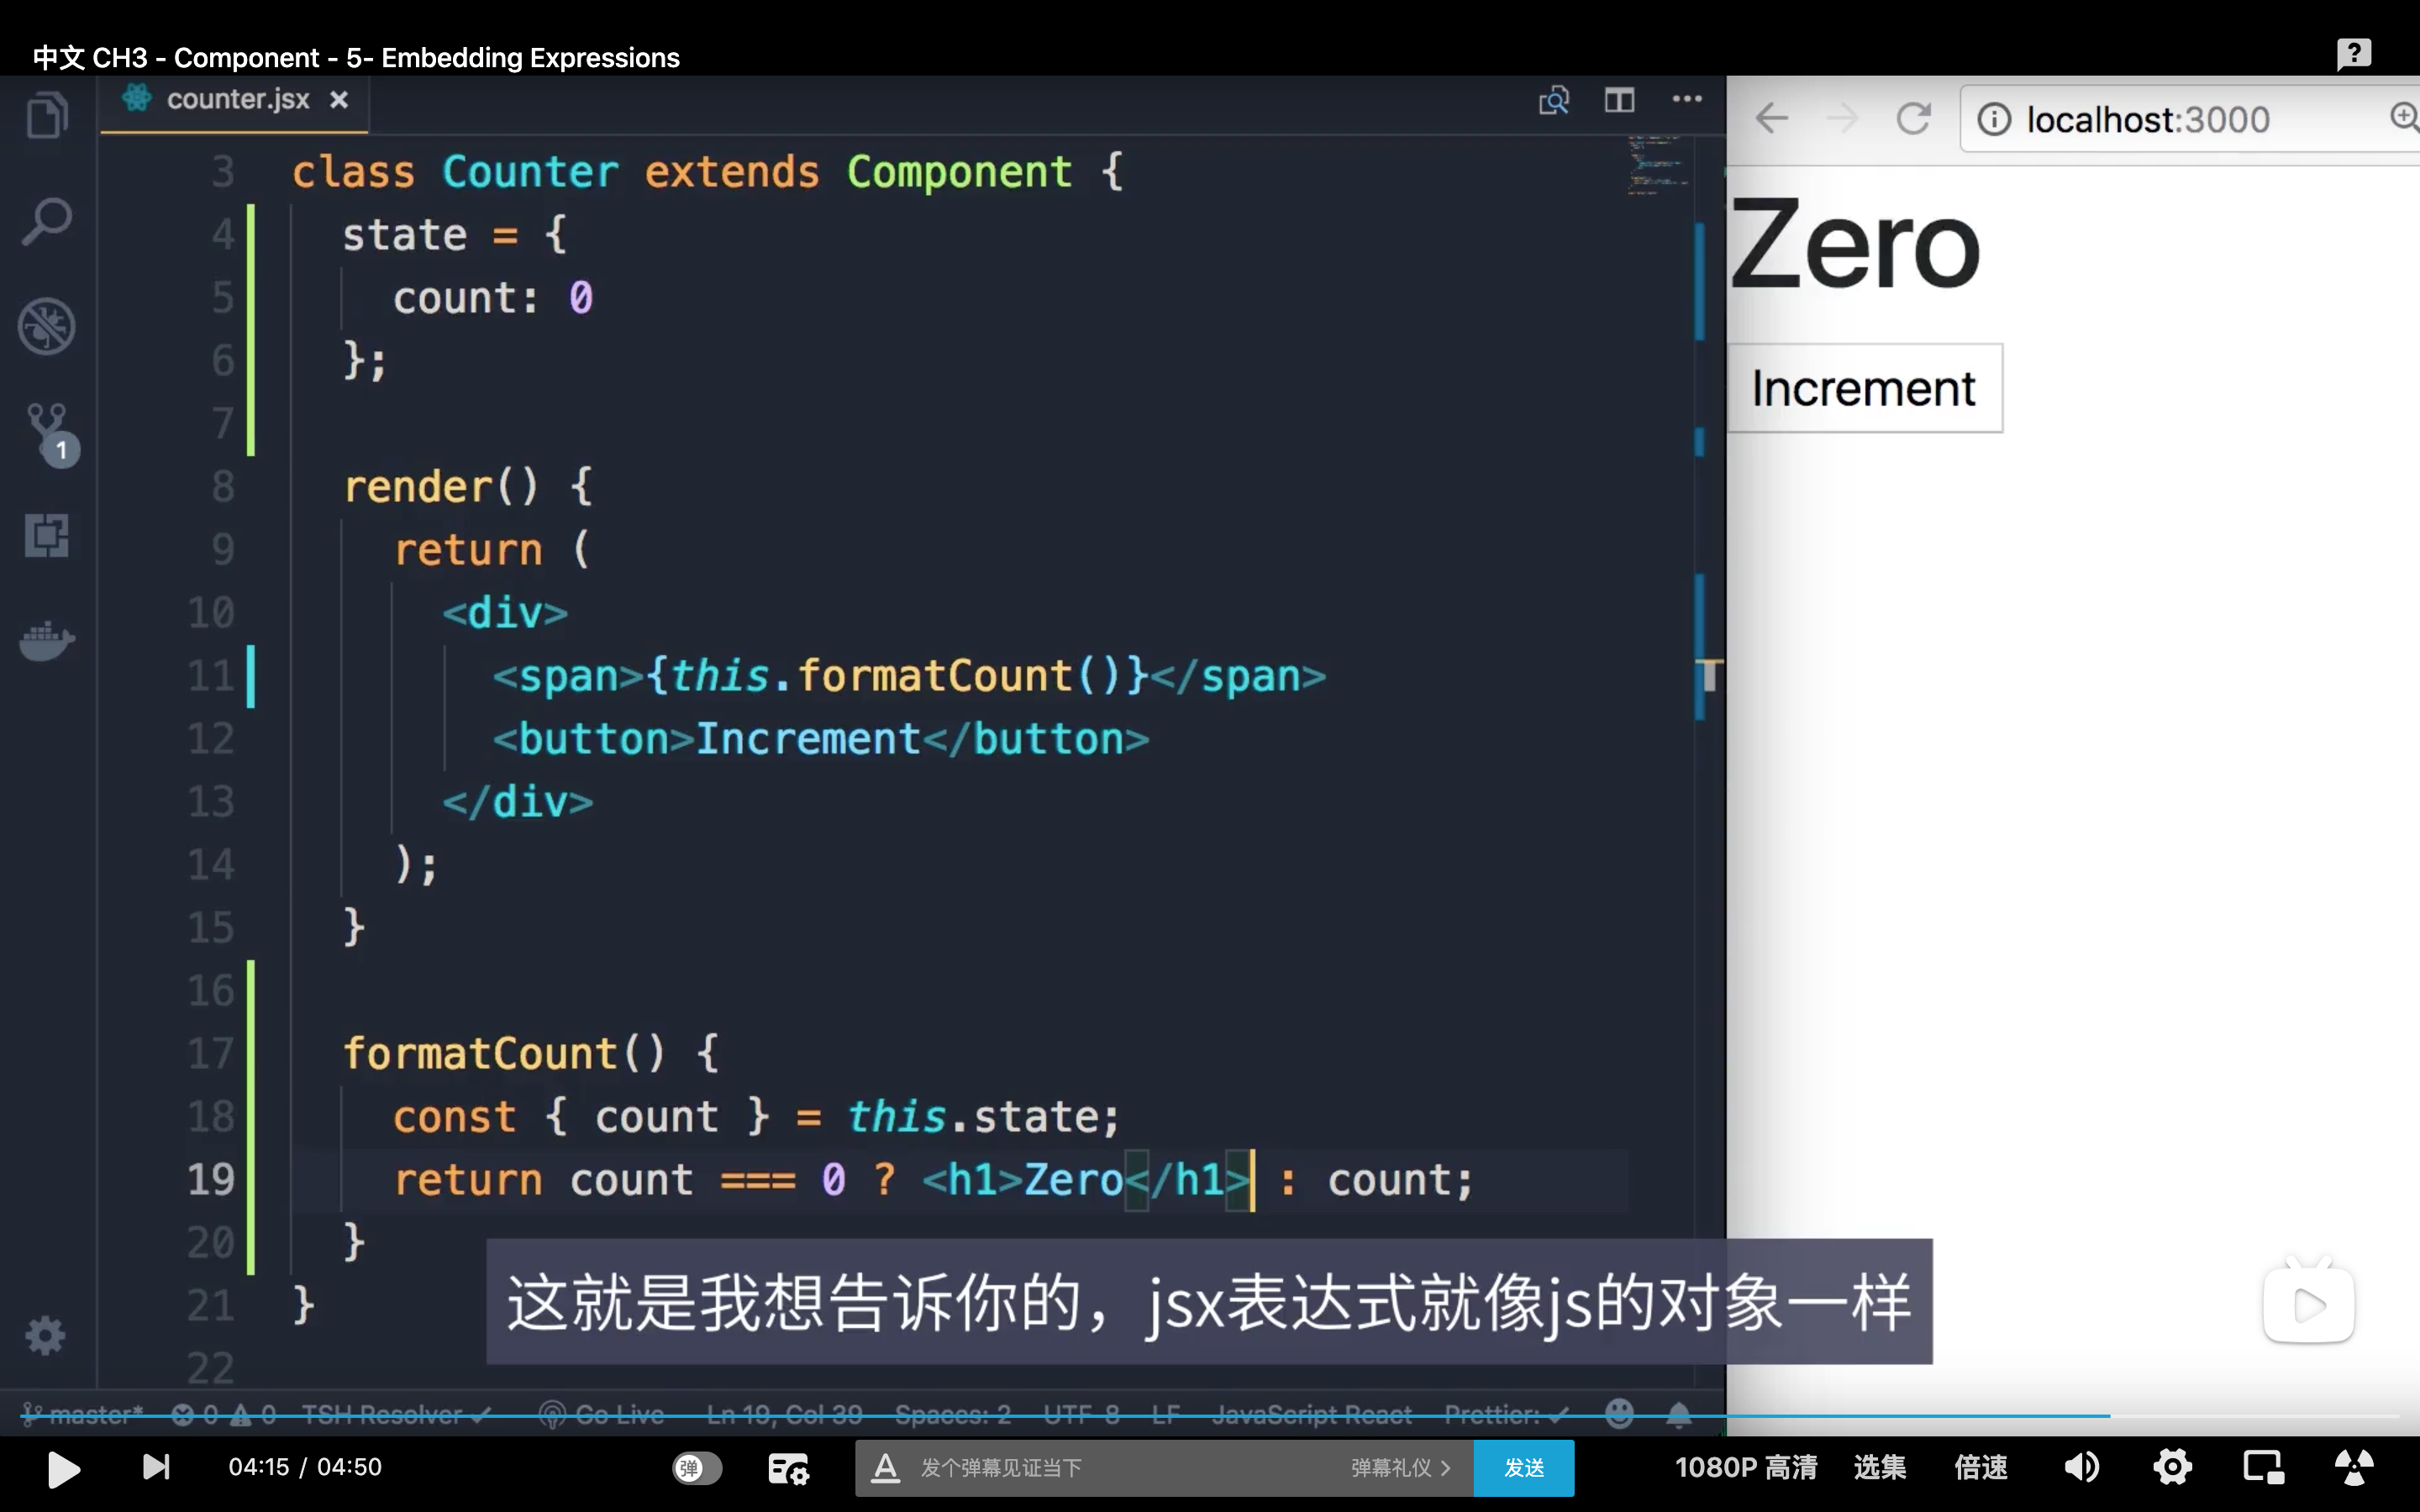 中文 CH3 - Component - 5- Embedding Expressions
counter.jsx
localhost:3000
3 class Counter extends Component {
4 state = {
5 count: 0
6 };
7
8 render() {
9 return (
10 <div>
11 <span>{this.formatCount()}</span>
12 <button>Increment</button>
13 </div>
14 );
15 }
16
17 formatCount() {
18 const { count } = this.state;
19 return count === 0 ? <h1>Zero</h1> : count;
20 }
21 }
22
1
Zero
Increment
这就是我想告诉你的，jsx表达式就像js的对象一样
master* 0 0 TSH Resolver Go Live Ln 19, Col 39 Spaces: 2 UTF-8 LF JavaScript React Prettier:
04:15 / 04:50
弹
发个弹幕见证当下
弹幕礼仪
发送
1080P 高清
选集
倍速